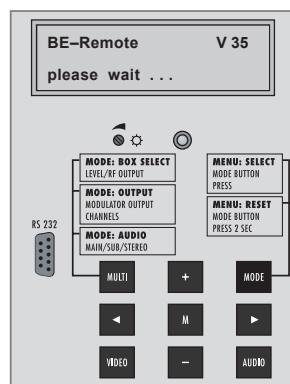 BE–Remote V 35
please wait . . .
MODE: BOX SELECT
LEVEL/RF OUTPUT
MODE: OUTPUT
MODULATOR OUTPUT
CHANNELS
MODE: AUDIO
MAIN/SUB/STEREO
MENU: SELECT
MODE BUTTON
PRESS
MENU: RESET
MODE BUTTON
PRESS 2 SEC
RS 232
MULTI + MODE
◄ M ►
VIDEO – AUDIO